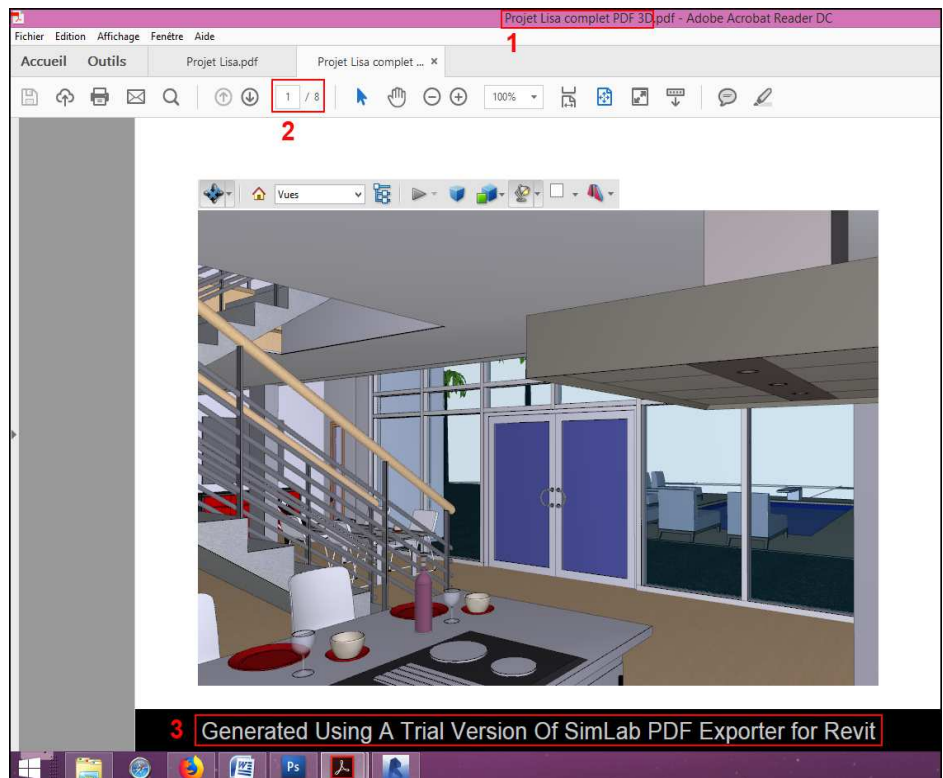 Projet Lisa complet PDF 3D.pdf - Adobe Acrobat Reader DC
1
Fichier Edition Affichage Fenêtre Aide
Accueil Outils Projet Lisa.pdf Projet Lisa complet ... ×
1 / 8 100%
2
Vues
3 Generated Using A Trial Version Of SimLab PDF Exporter for Revit
W Ps R